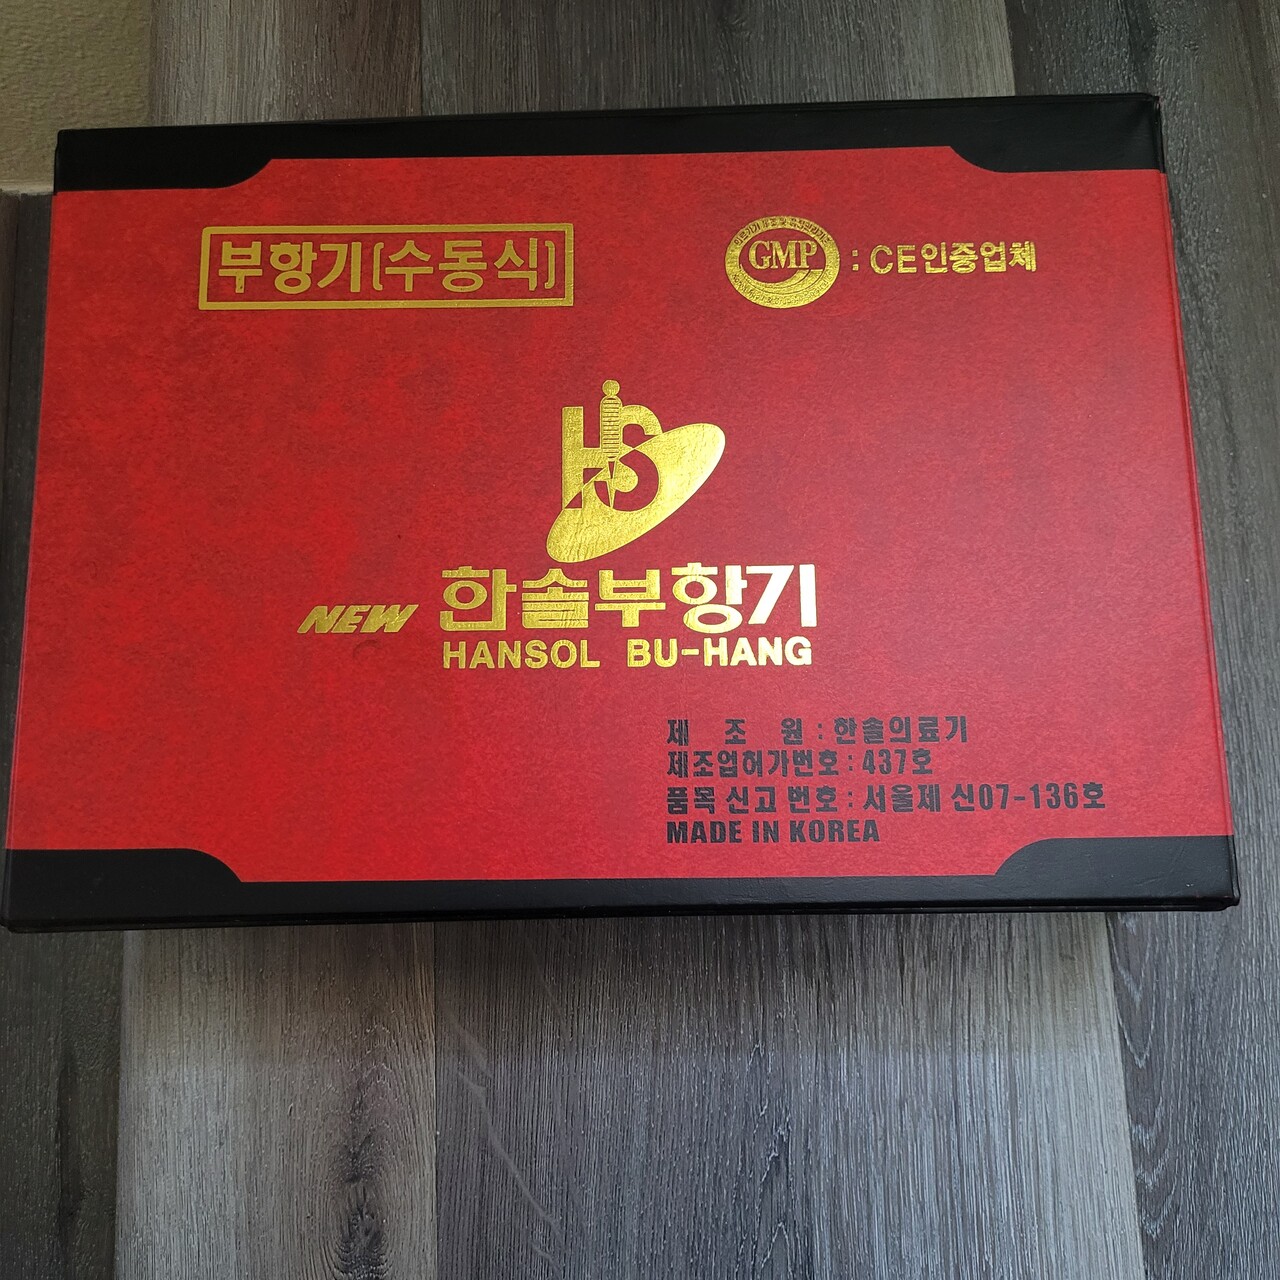 부항기(수동식)
GMP : CE인증업체
HS
NEW 한솔부항기
HANSOL BU-HANG
제 조 원 : 한솔의료기
제조업허가번호 : 437호
품목 신고 번호 : 서울제 신07-136호
MADE IN KOREA